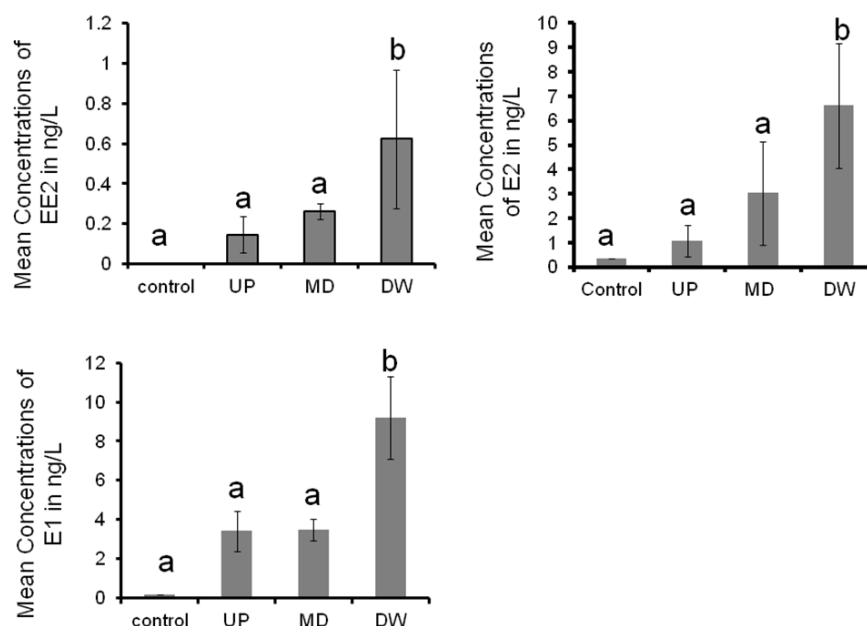 Mean Concentrations of
EE2 in ng/L
1.2
1
0.8
0.6
0.4
0.2
0
a
a
a
b
control
UP
MD
DW
Mean Concentrations
of E2 in ng/L
10
9
8
7
6
5
4
3
2
1
0
a
a
a
b
Control
UP
MD
DW
Mean Concentrations of
E1 in ng/L
12
10
8
6
4
2
0
a
a
a
b
control
UP
MD
DW